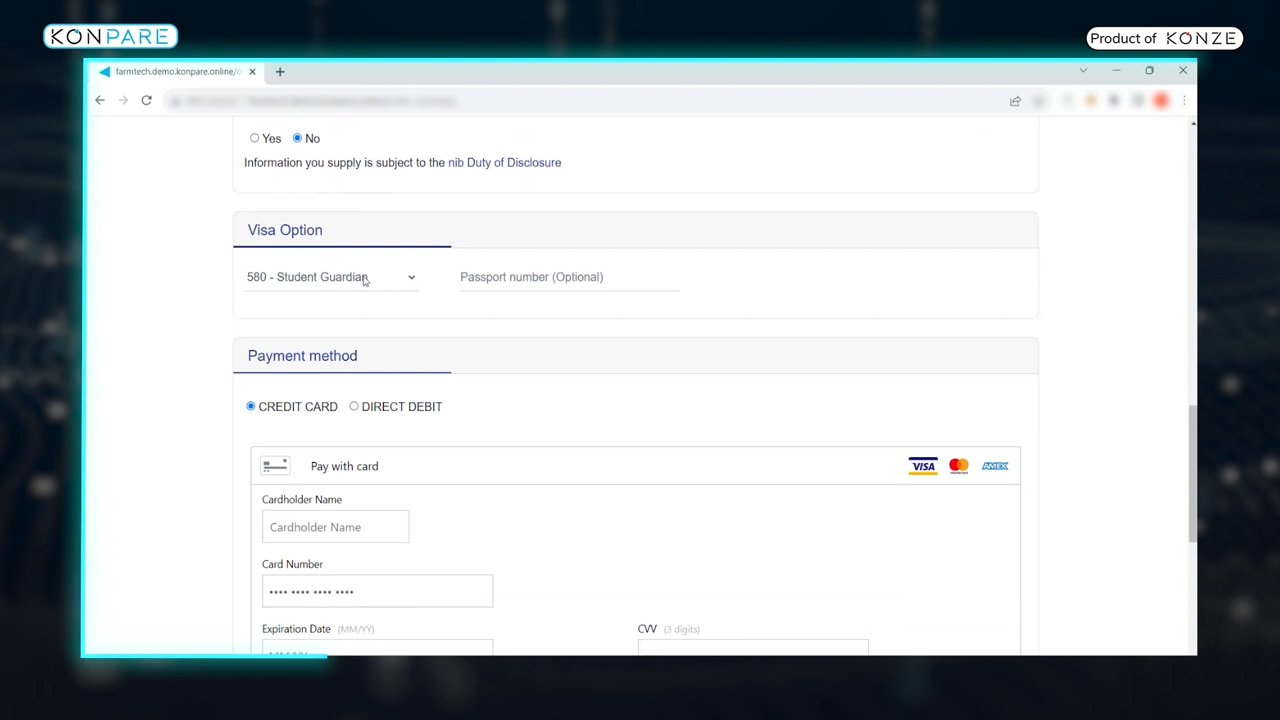 KONPARE
Product of KONZE
farmtech.demo.konpare.online/o
Yes No
Information you supply is subject to the nib Duty of Disclosure
Visa Option
580 - Student Guardian
Passport number (Optional)
Payment method
CREDIT CARD DIRECT DEBIT
Pay with card
VISA
AMEX
Cardholder Name
Cardholder Name
Card Number
•••• •••• •••• ••••
Expiration Date (MM/YY)
CVV (3 digits)